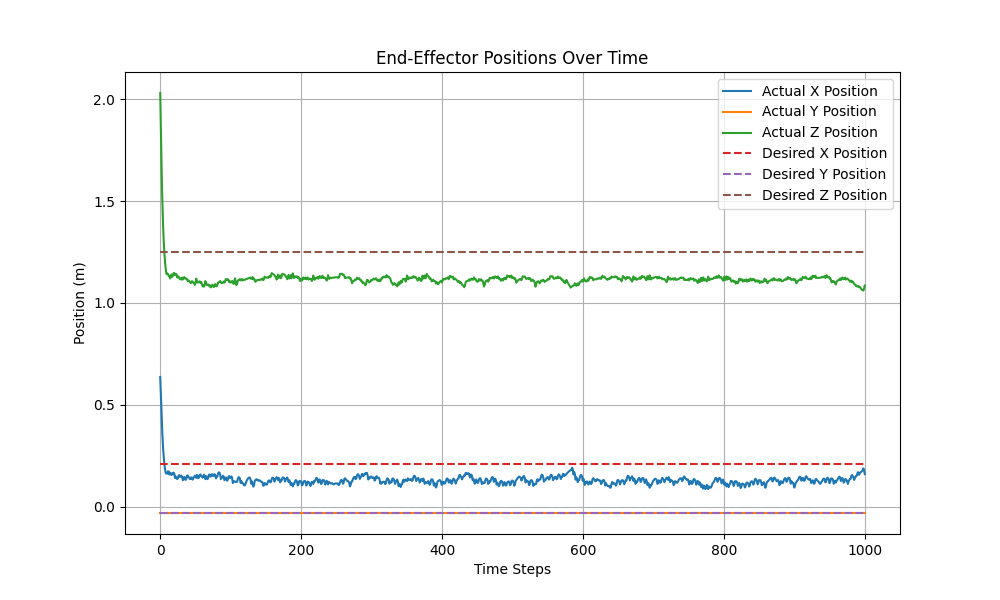 End-Effector Positions Over Time
Actual X Position
Actual Y Position
Actual Z Position
Desired X Position
Desired Y Position
Desired Z Position
Position (m)
2.0
1.5
1.0
0.5
0.0
0 200 400 600 800 1000
Time Steps